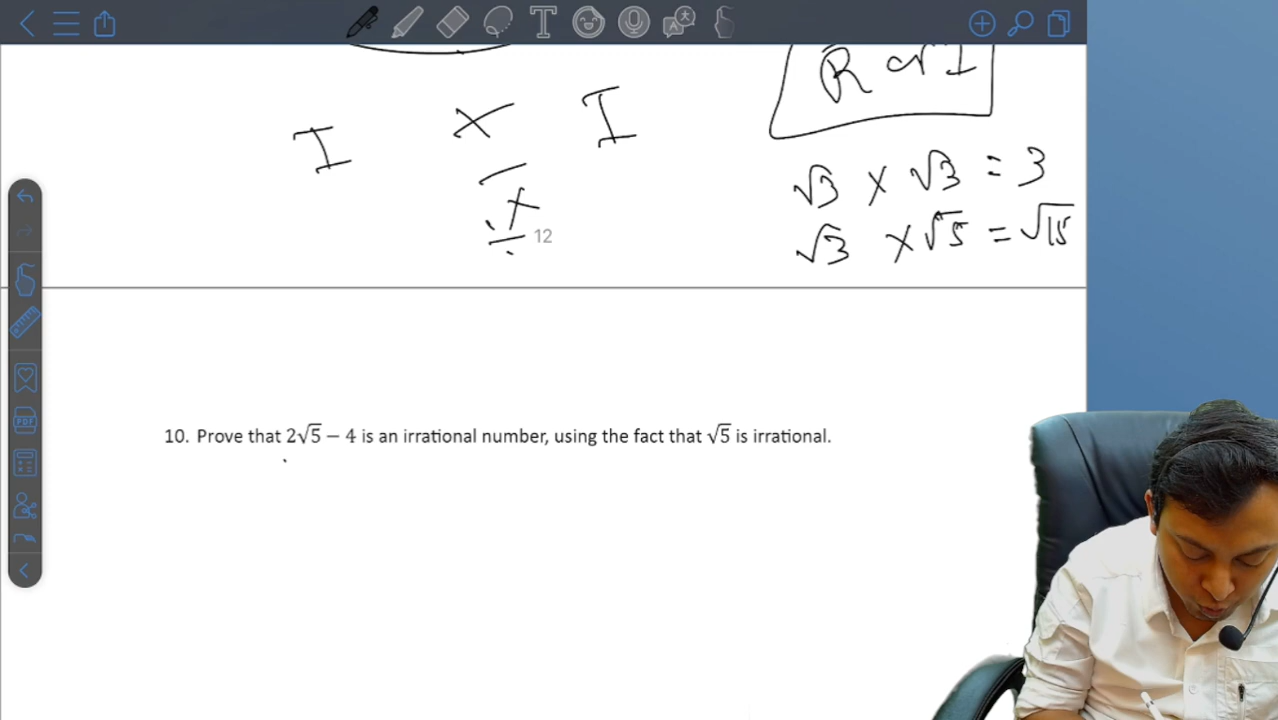 R or I
I × I
√3 × √3 = 3
×
÷
12
√3 × √5 = √15
10. Prove that 2√5 − 4 is an irrational number, using the fact that √5 is irrational.